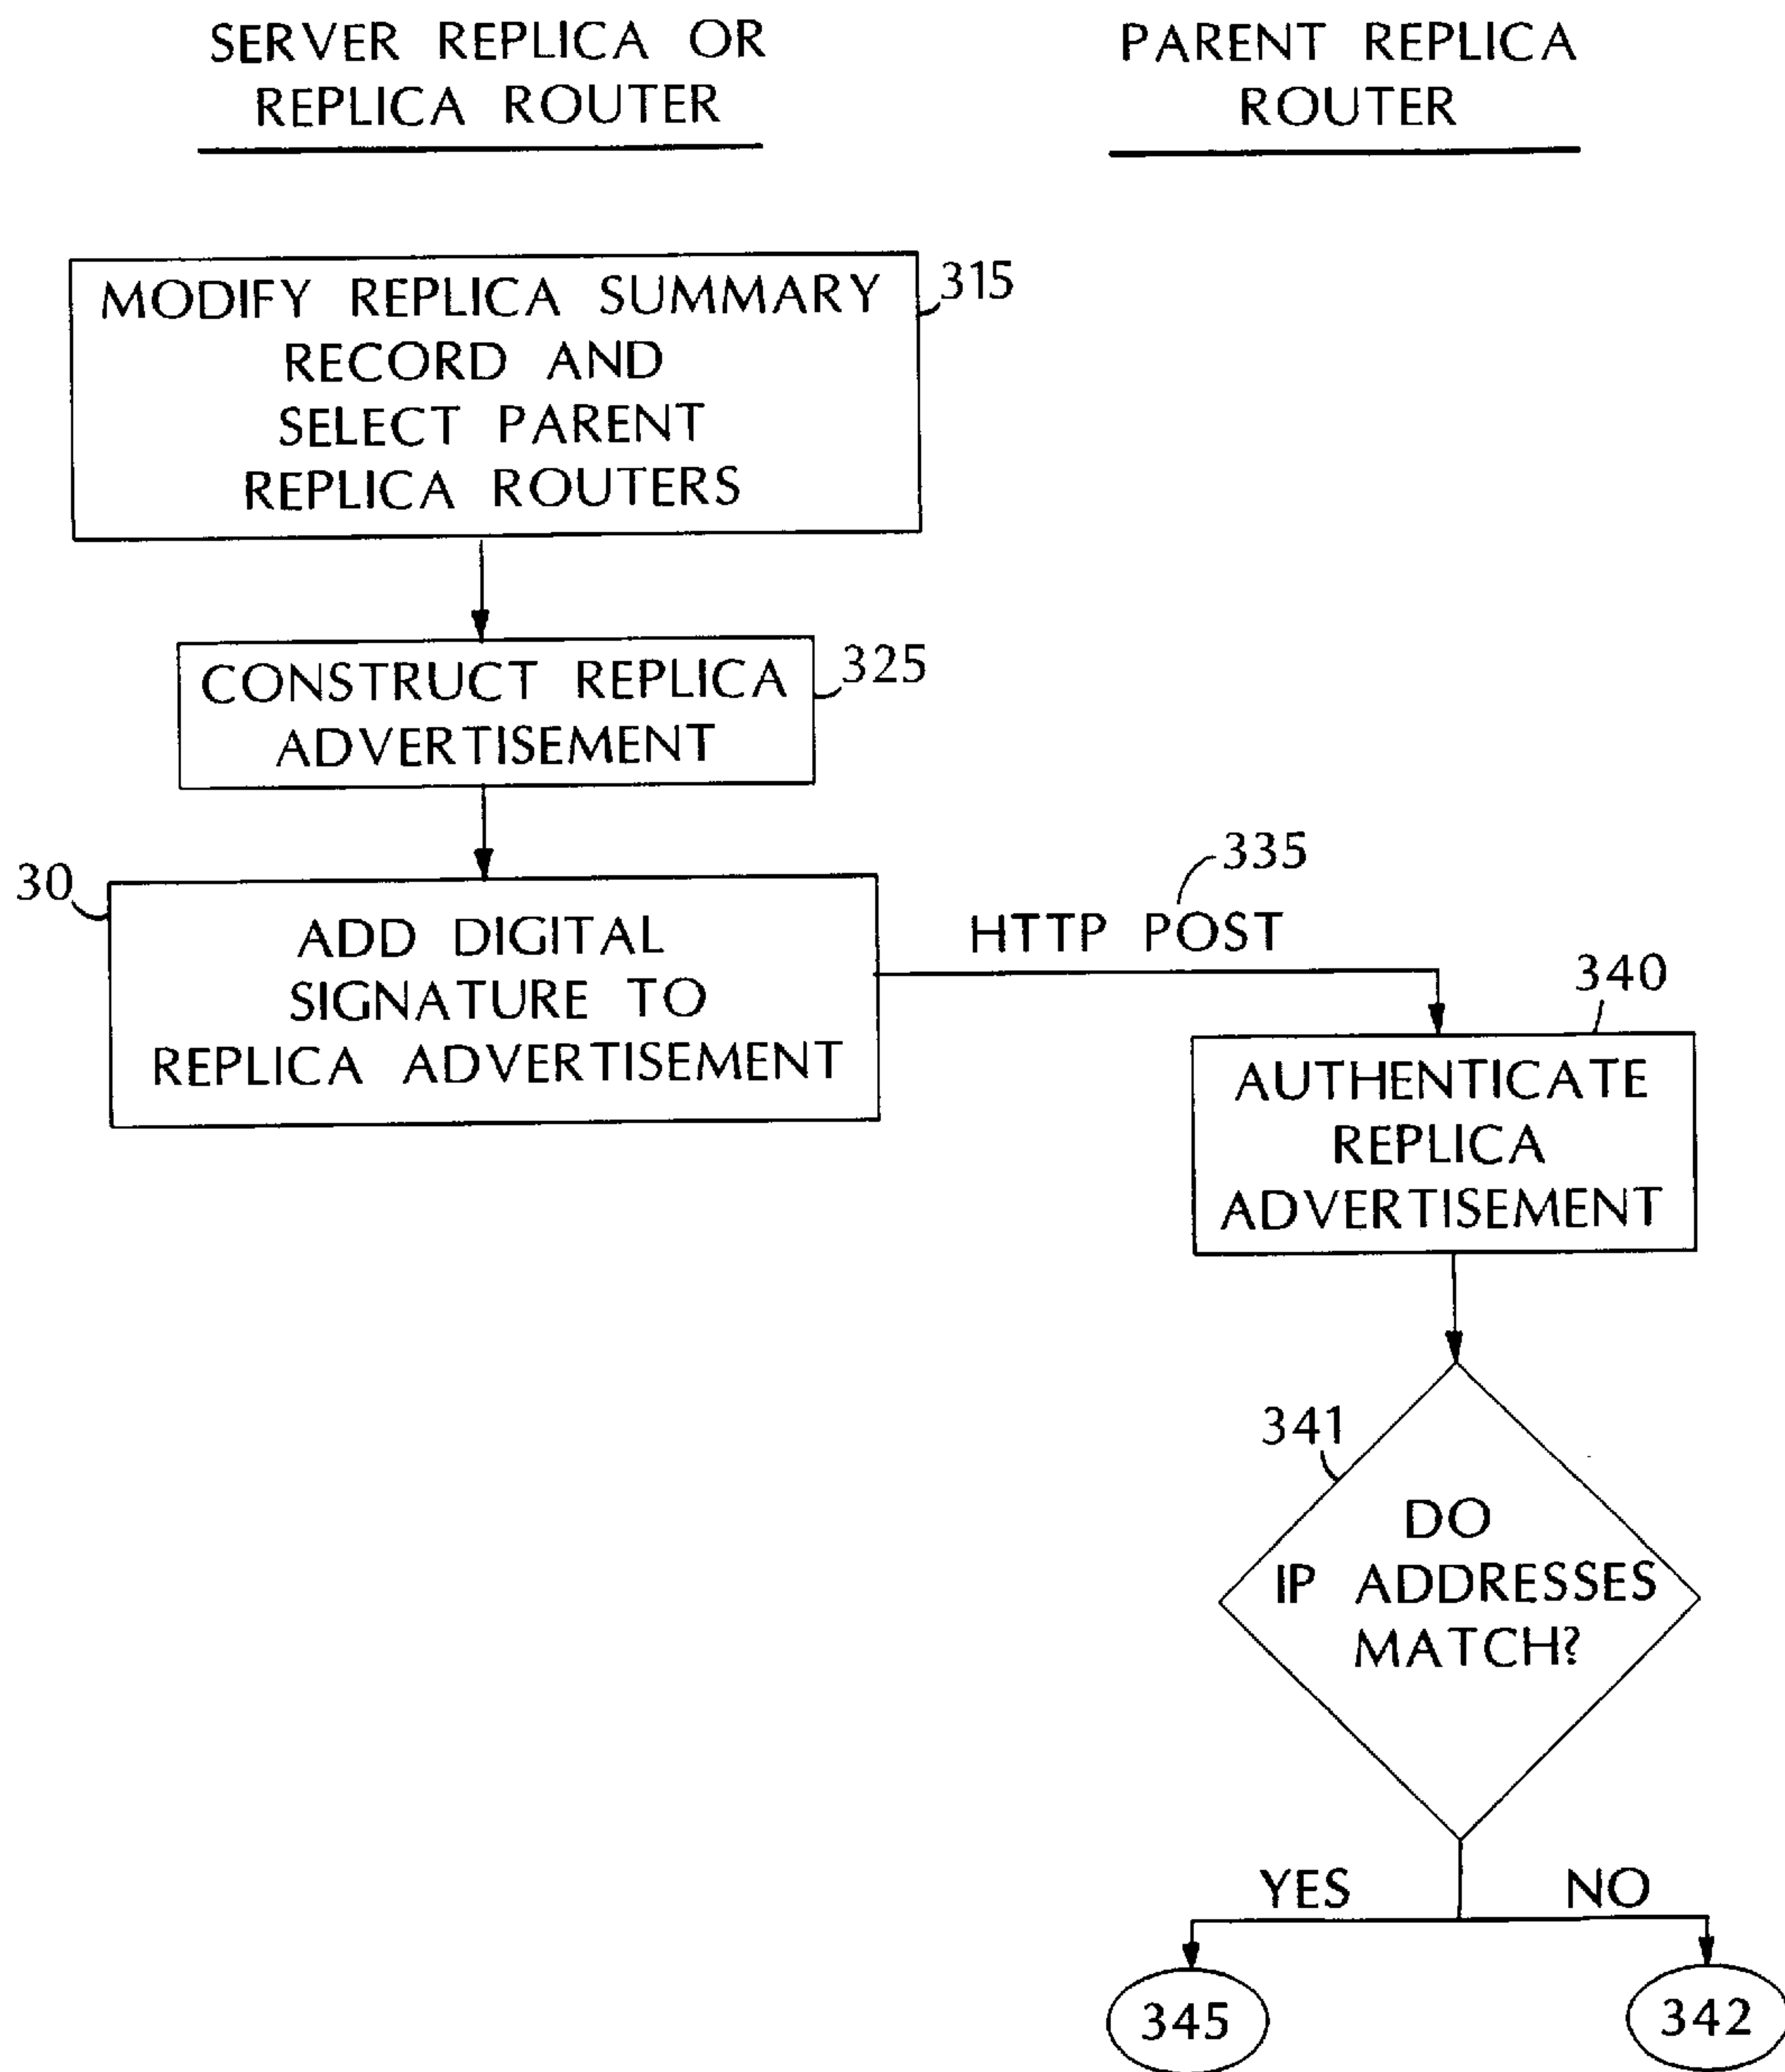 SERVER REPLICA OR
REPLICA ROUTER
PARENT REPLICA
ROUTER
MODIFY REPLICA SUMMARY
RECORD AND
SELECT PARENT
REPLICA ROUTERS
315
CONSTRUCT REPLICA
ADVERTISEMENT
325
30
ADD DIGITAL
SIGNATURE TO
REPLICA ADVERTISEMENT
335
HTTP POST
340
AUTHENTICATE
REPLICA
ADVERTISEMENT
341
DO
IP ADDRESSES
MATCH?
YES
NO
345
342